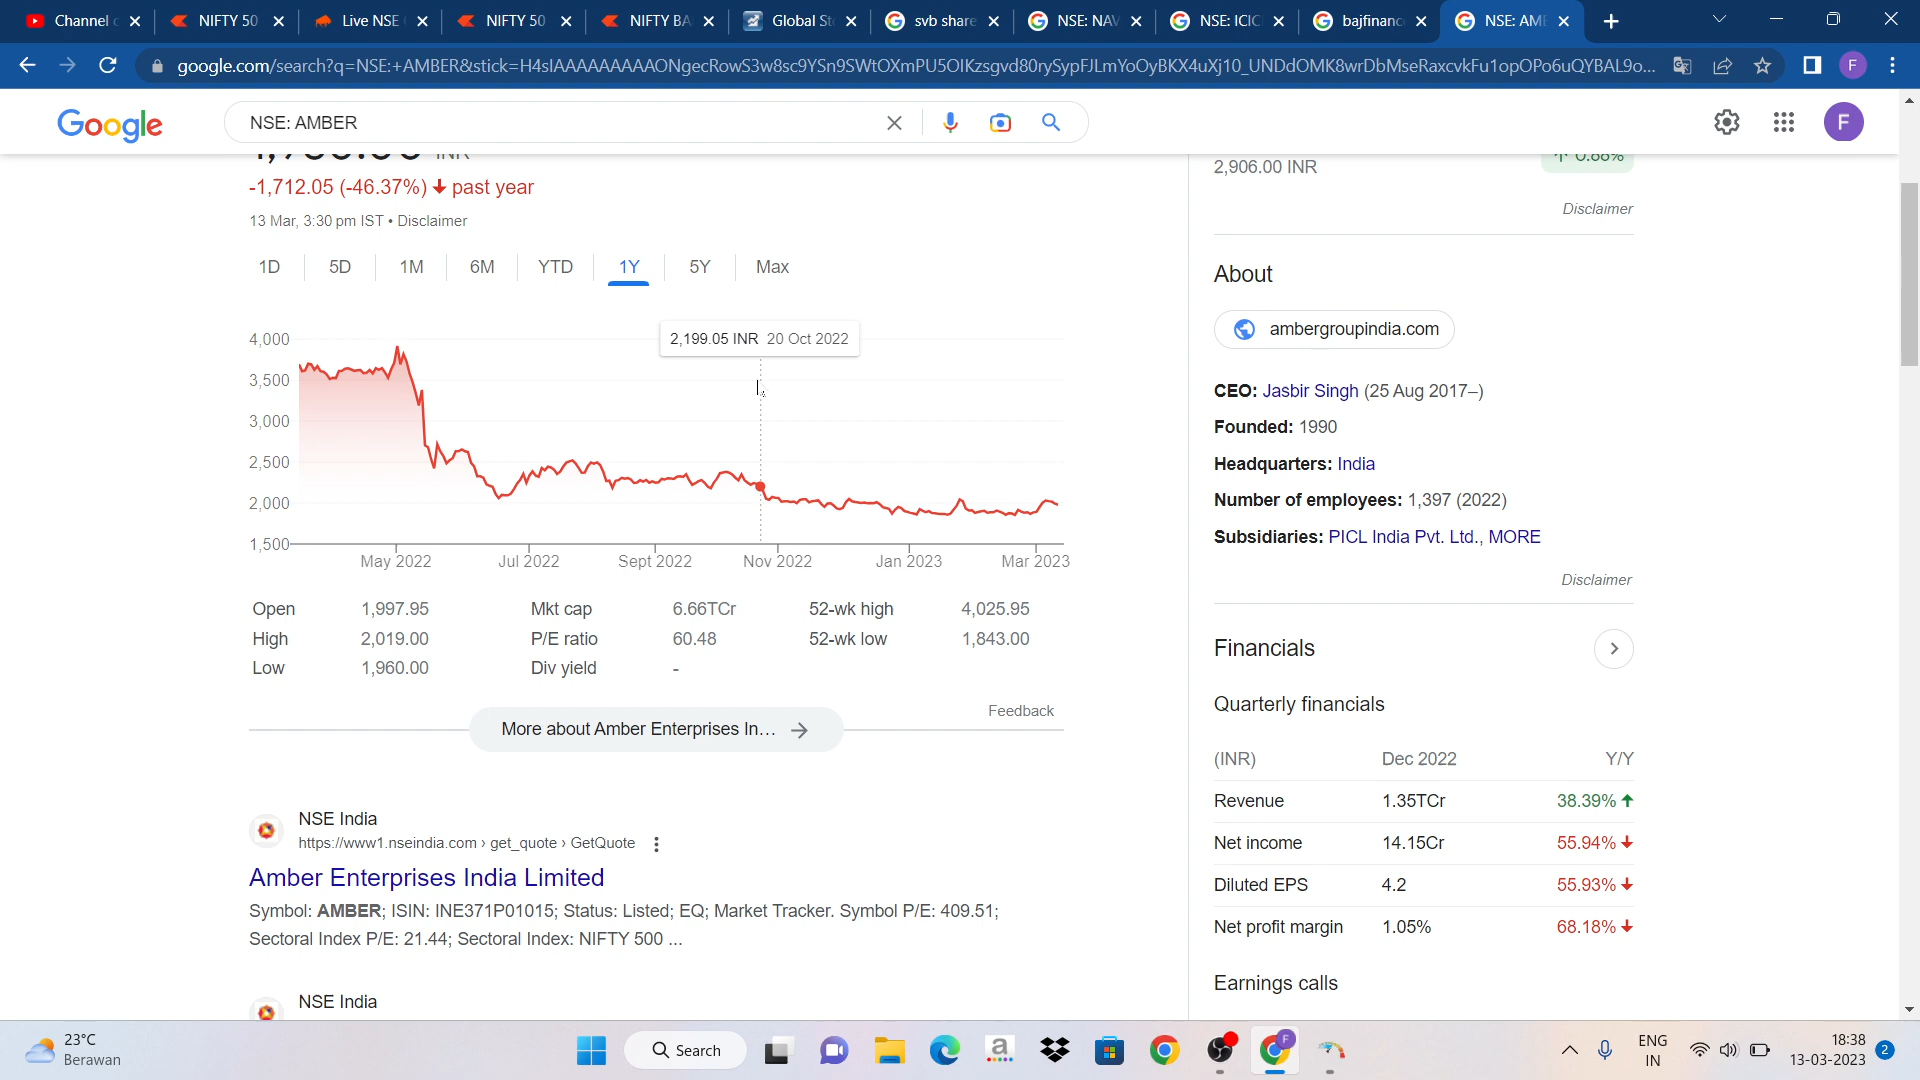 Channel
NIFTY 50
Live NSE
NIFTY 50
NIFTY BA
Global St
svb share
NSE: NAV
NSE: ICIC
bajfinanc
NSE: AME
google.com/search?q=NSE:+AMBER&stick=
Google
NSE: AMBER
F
INR
-1,712.05 (-46.37%) past year
13 Mar, 3:30 pm IST • Disclaimer
1D 5D 1M 6M YTD 1Y 5Y Max
2,199.05 INR 20 Oct 2022
4,000
3,500
3,000
2,500
2,000
1,500
May 2022 Jul 2022 Sept 2022 Nov 2022 Jan 2023 Mar 2023
Open 1,997.95 Mkt cap 6.66TCr 52-wk high 4,025.95
High 2,019.00 P/E ratio 60.48 52-wk low 1,843.00
Low 1,960.00 Div yield -
Feedback
More about Amber Enterprises In...
NSE India
https://www1.nseindia.com › get_quote › GetQuote
Amber Enterprises India Limited
Symbol: AMBER; ISIN: INE371P01015; Status: Listed; EQ; Market Tracker. Symbol P/E: 409.51;
Sectoral Index P/E: 21.44; Sectoral Index: NIFTY 500 ...
NSE India
2,906.00 INR
0.88%
Disclaimer
About
ambergroupindia.com
CEO: Jasbir Singh (25 Aug 2017–)
Founded: 1990
Headquarters: India
Number of employees: 1,397 (2022)
Subsidiaries: PICL India Pvt. Ltd., MORE
Disclaimer
Financials
Quarterly financials
(INR) Dec 2022 Y/Y
Revenue 1.35TCr 38.39%
Net income 14.15Cr 55.94%
Diluted EPS 4.2 55.93%
Net profit margin 1.05% 68.18%
Earnings calls
23°C
Berawan
Search
ENG
IN
18:38
13-03-2023
2